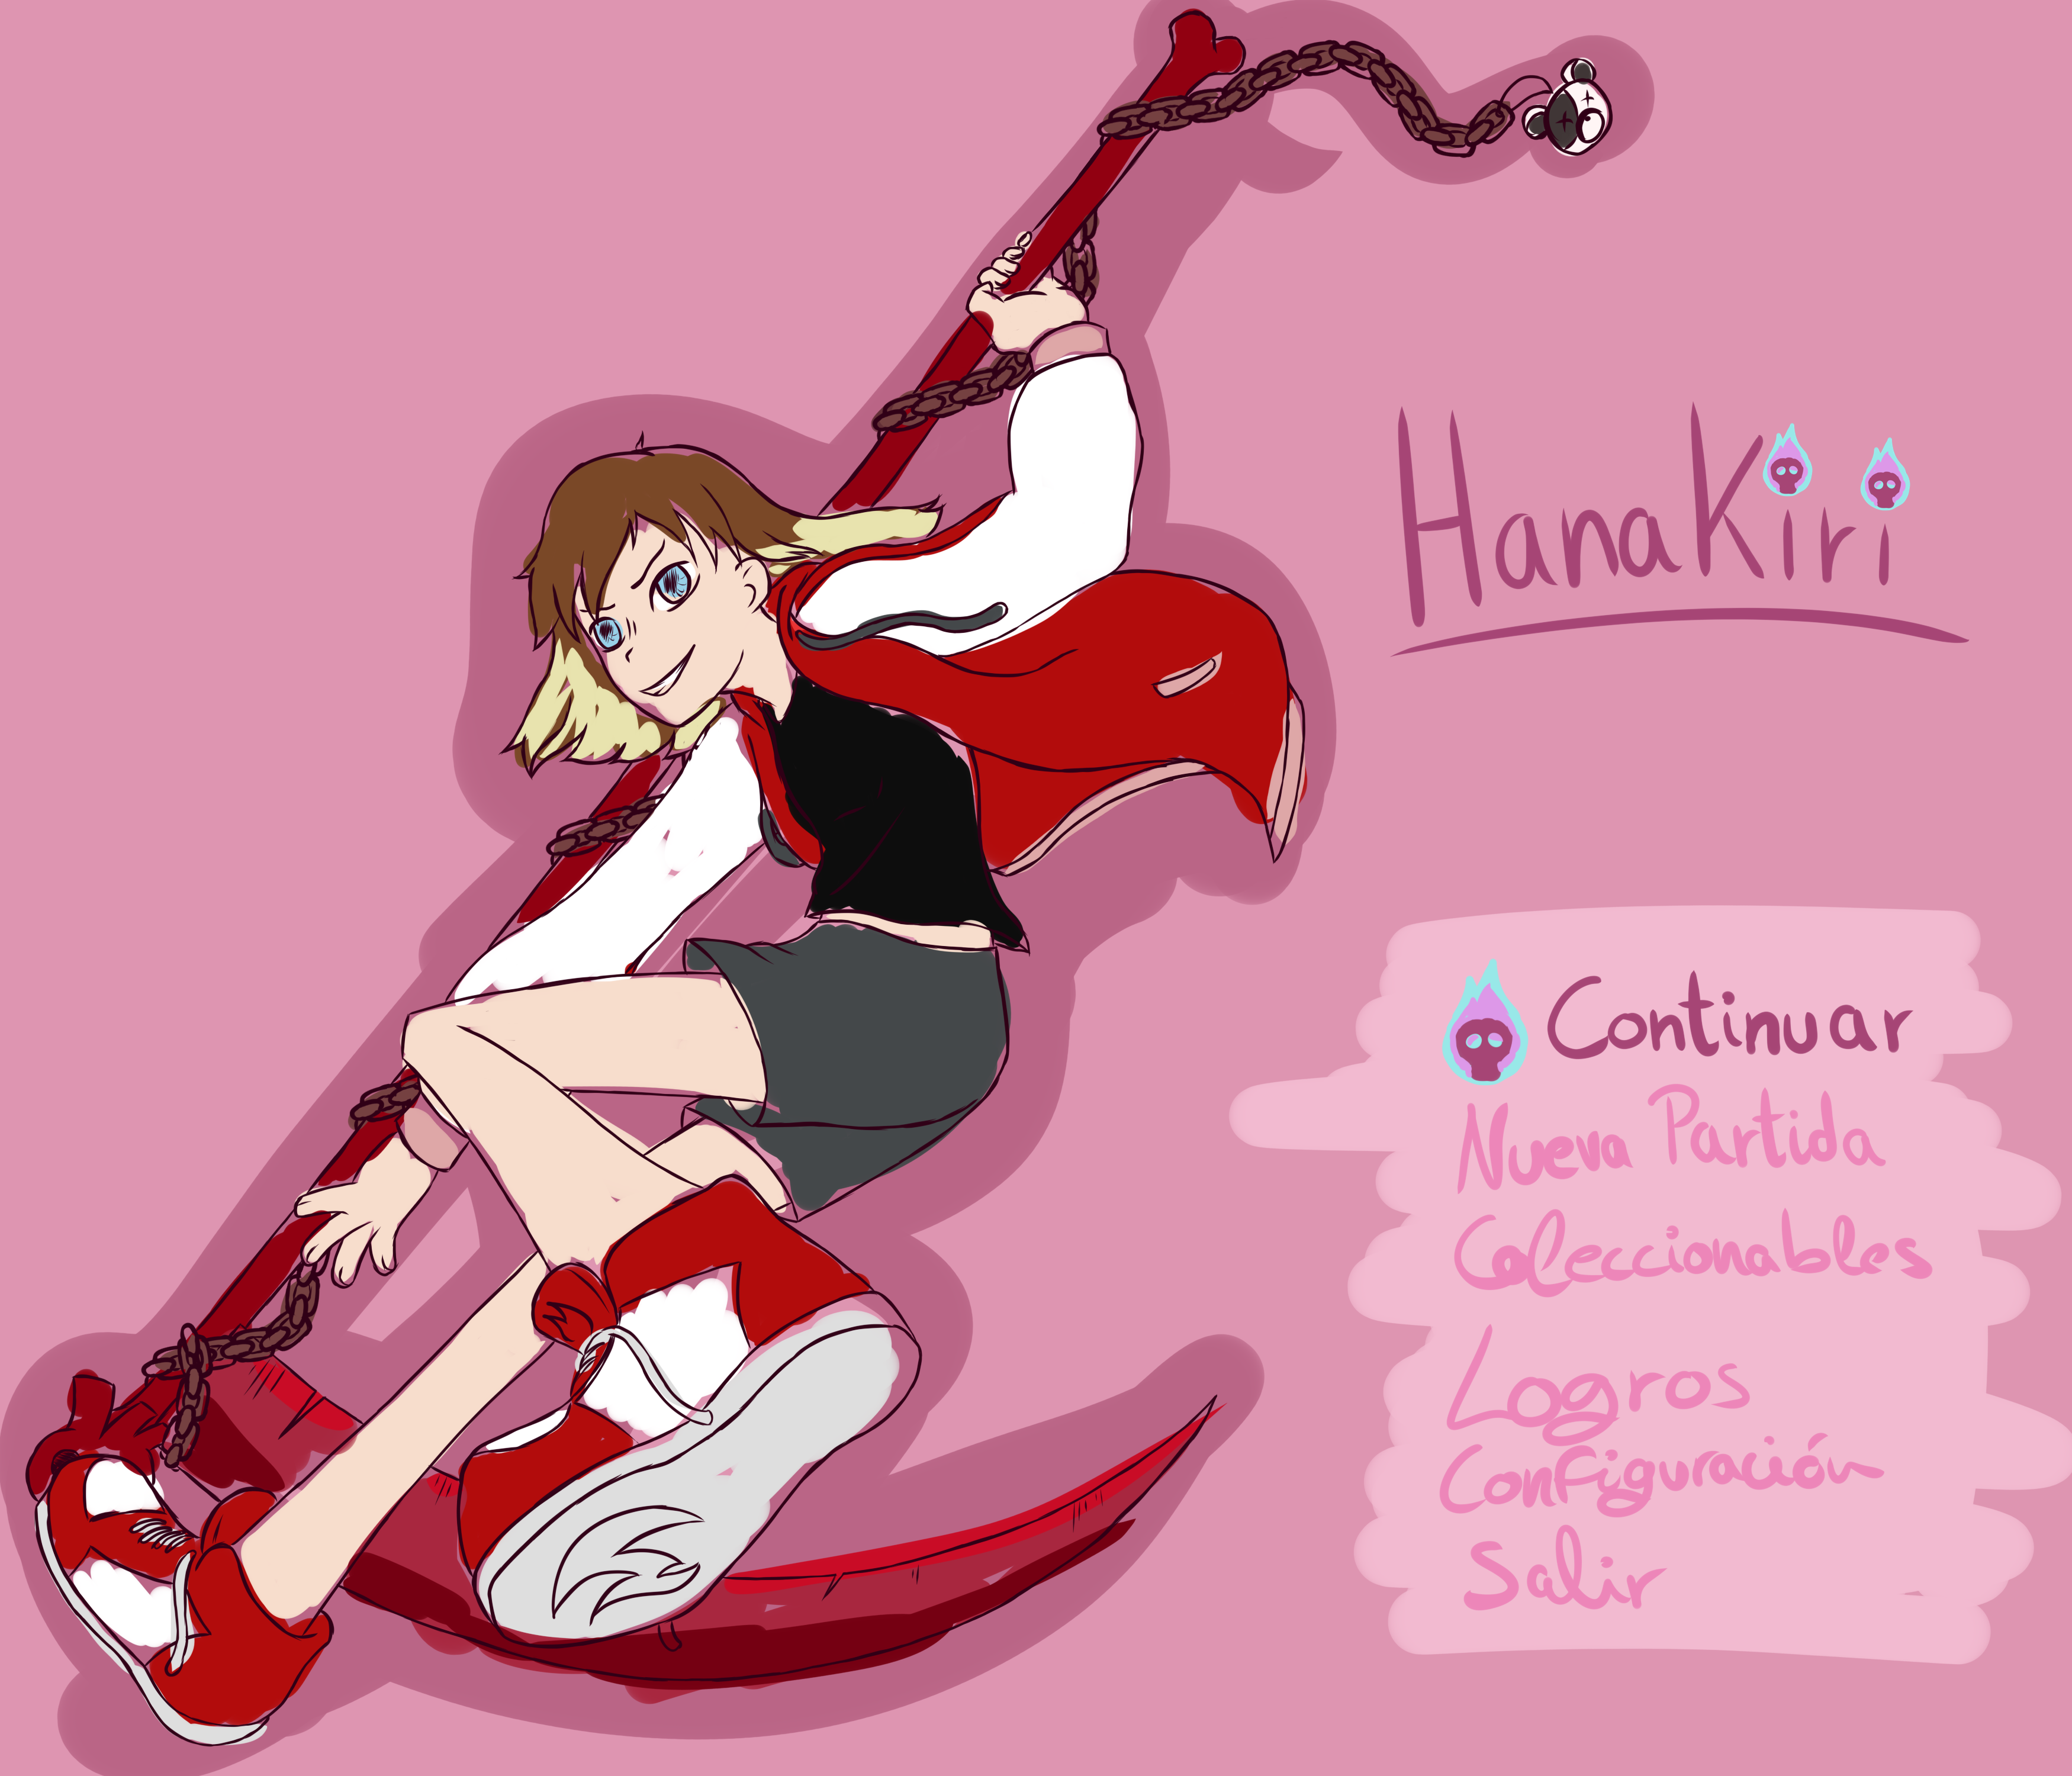 HanaKiri
Continuar
Nueva Partida
Coleccionables
Logros
Configuración
Salir